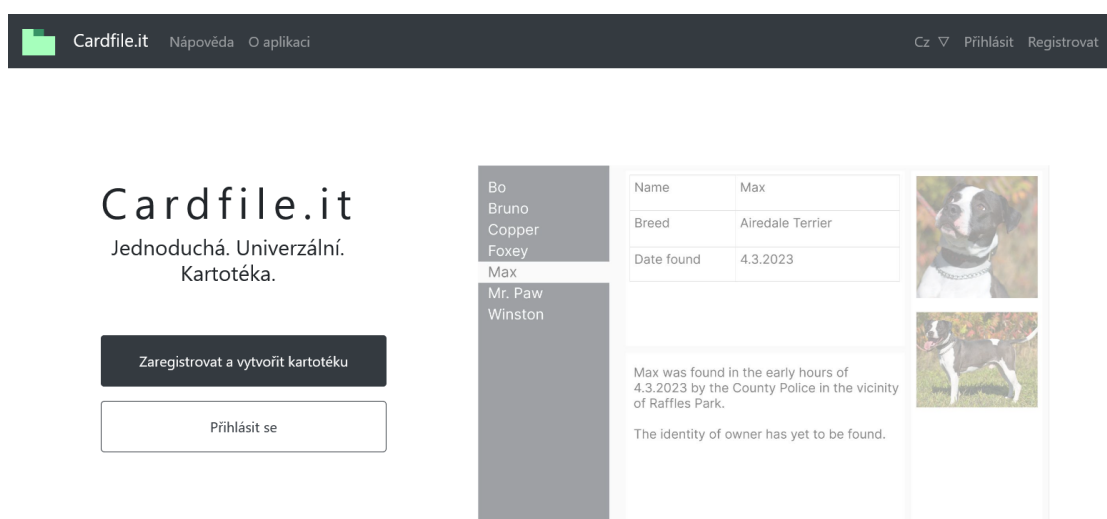 Cardfile.it Nápověda O aplikaci Cz ▽ Přihlásit Registrovat
Cardfile.it
Jednoduchá. Univerzální.
Kartotéka.
Zaregistrovat a vytvořit kartotéku
Přihlásit se
Bo
Bruno
Copper
Foxey
Max
Mr. Paw
Winston
Name Max
Breed Airedale Terrier
Date found 4.3.2023
Max was found in the early hours of
4.3.2023 by the County Police in the vicinity
of Raffles Park.
The identity of owner has yet to be found.